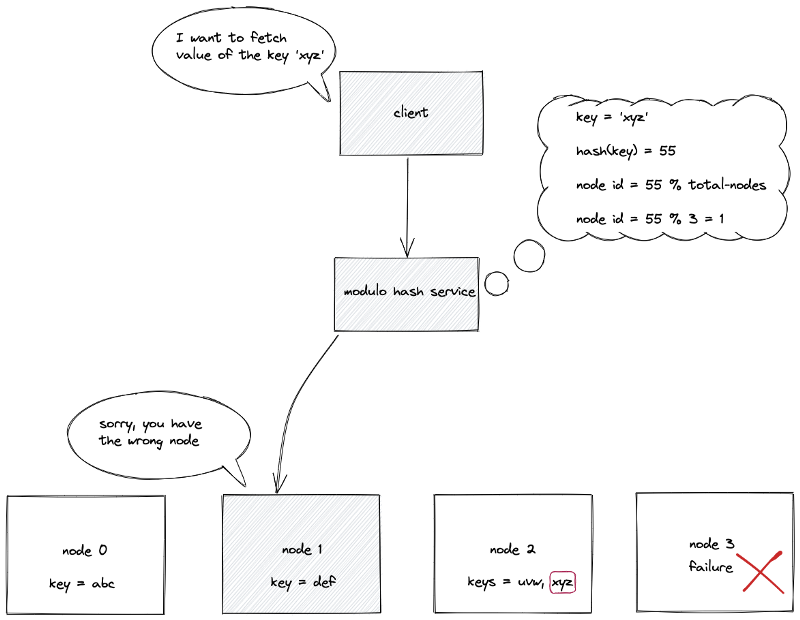 I want to fetch
value of the key 'xyz'
client
key = 'xyz'
hash(key) = 55
node id = 55 % total-nodes
node id = 55 % 3 = 1
modulo hash service
sorry, you have
the wrong node
node 0
key = abc
node 1
key = def
node 2
keys = uvw, xyz
node 3
failure